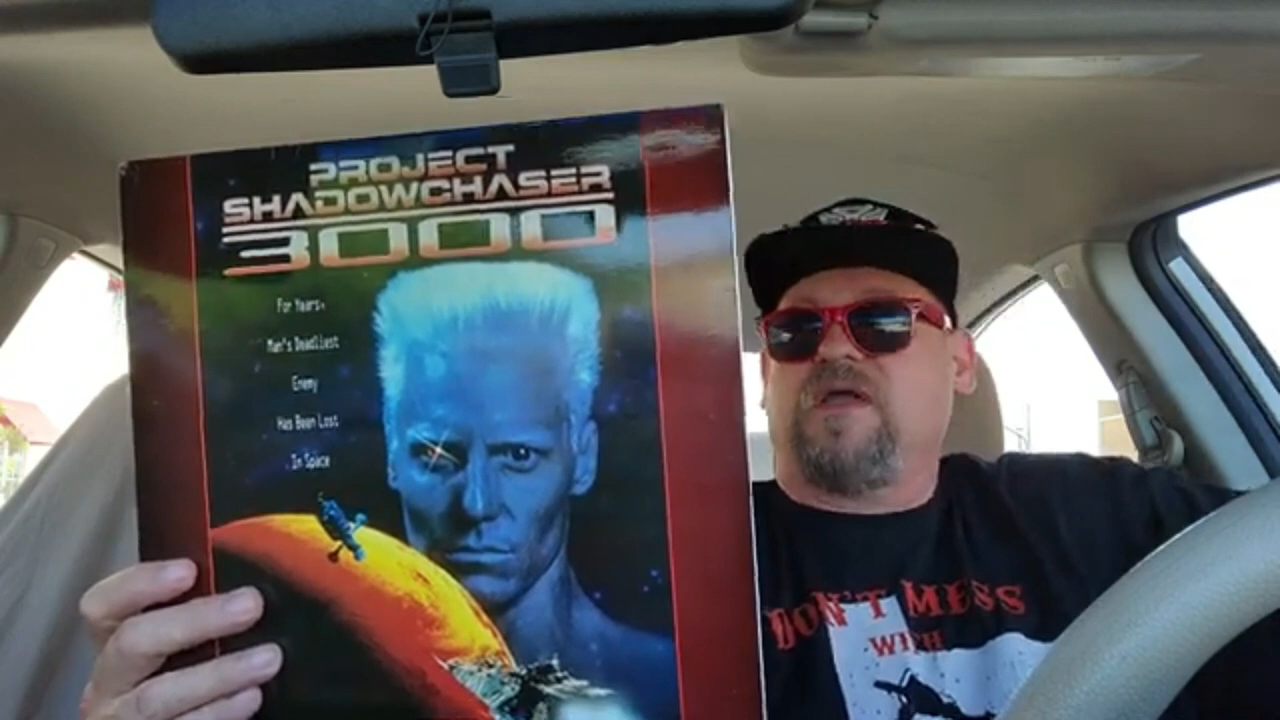 PROJECT
SHADOWCHASER
3000
For Years,
Man's Deadliest
Enemy
Has Been Lost
In Space
DON'T MESS
WITH